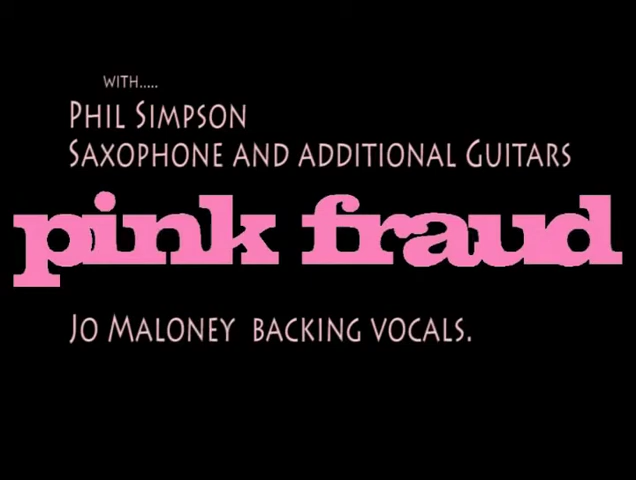 WITH.....
PHIL SIMPSON
SAXOPHONE AND ADDITIONAL GUITARS
pink fraud
JO MALONEY BACKING VOCALS.